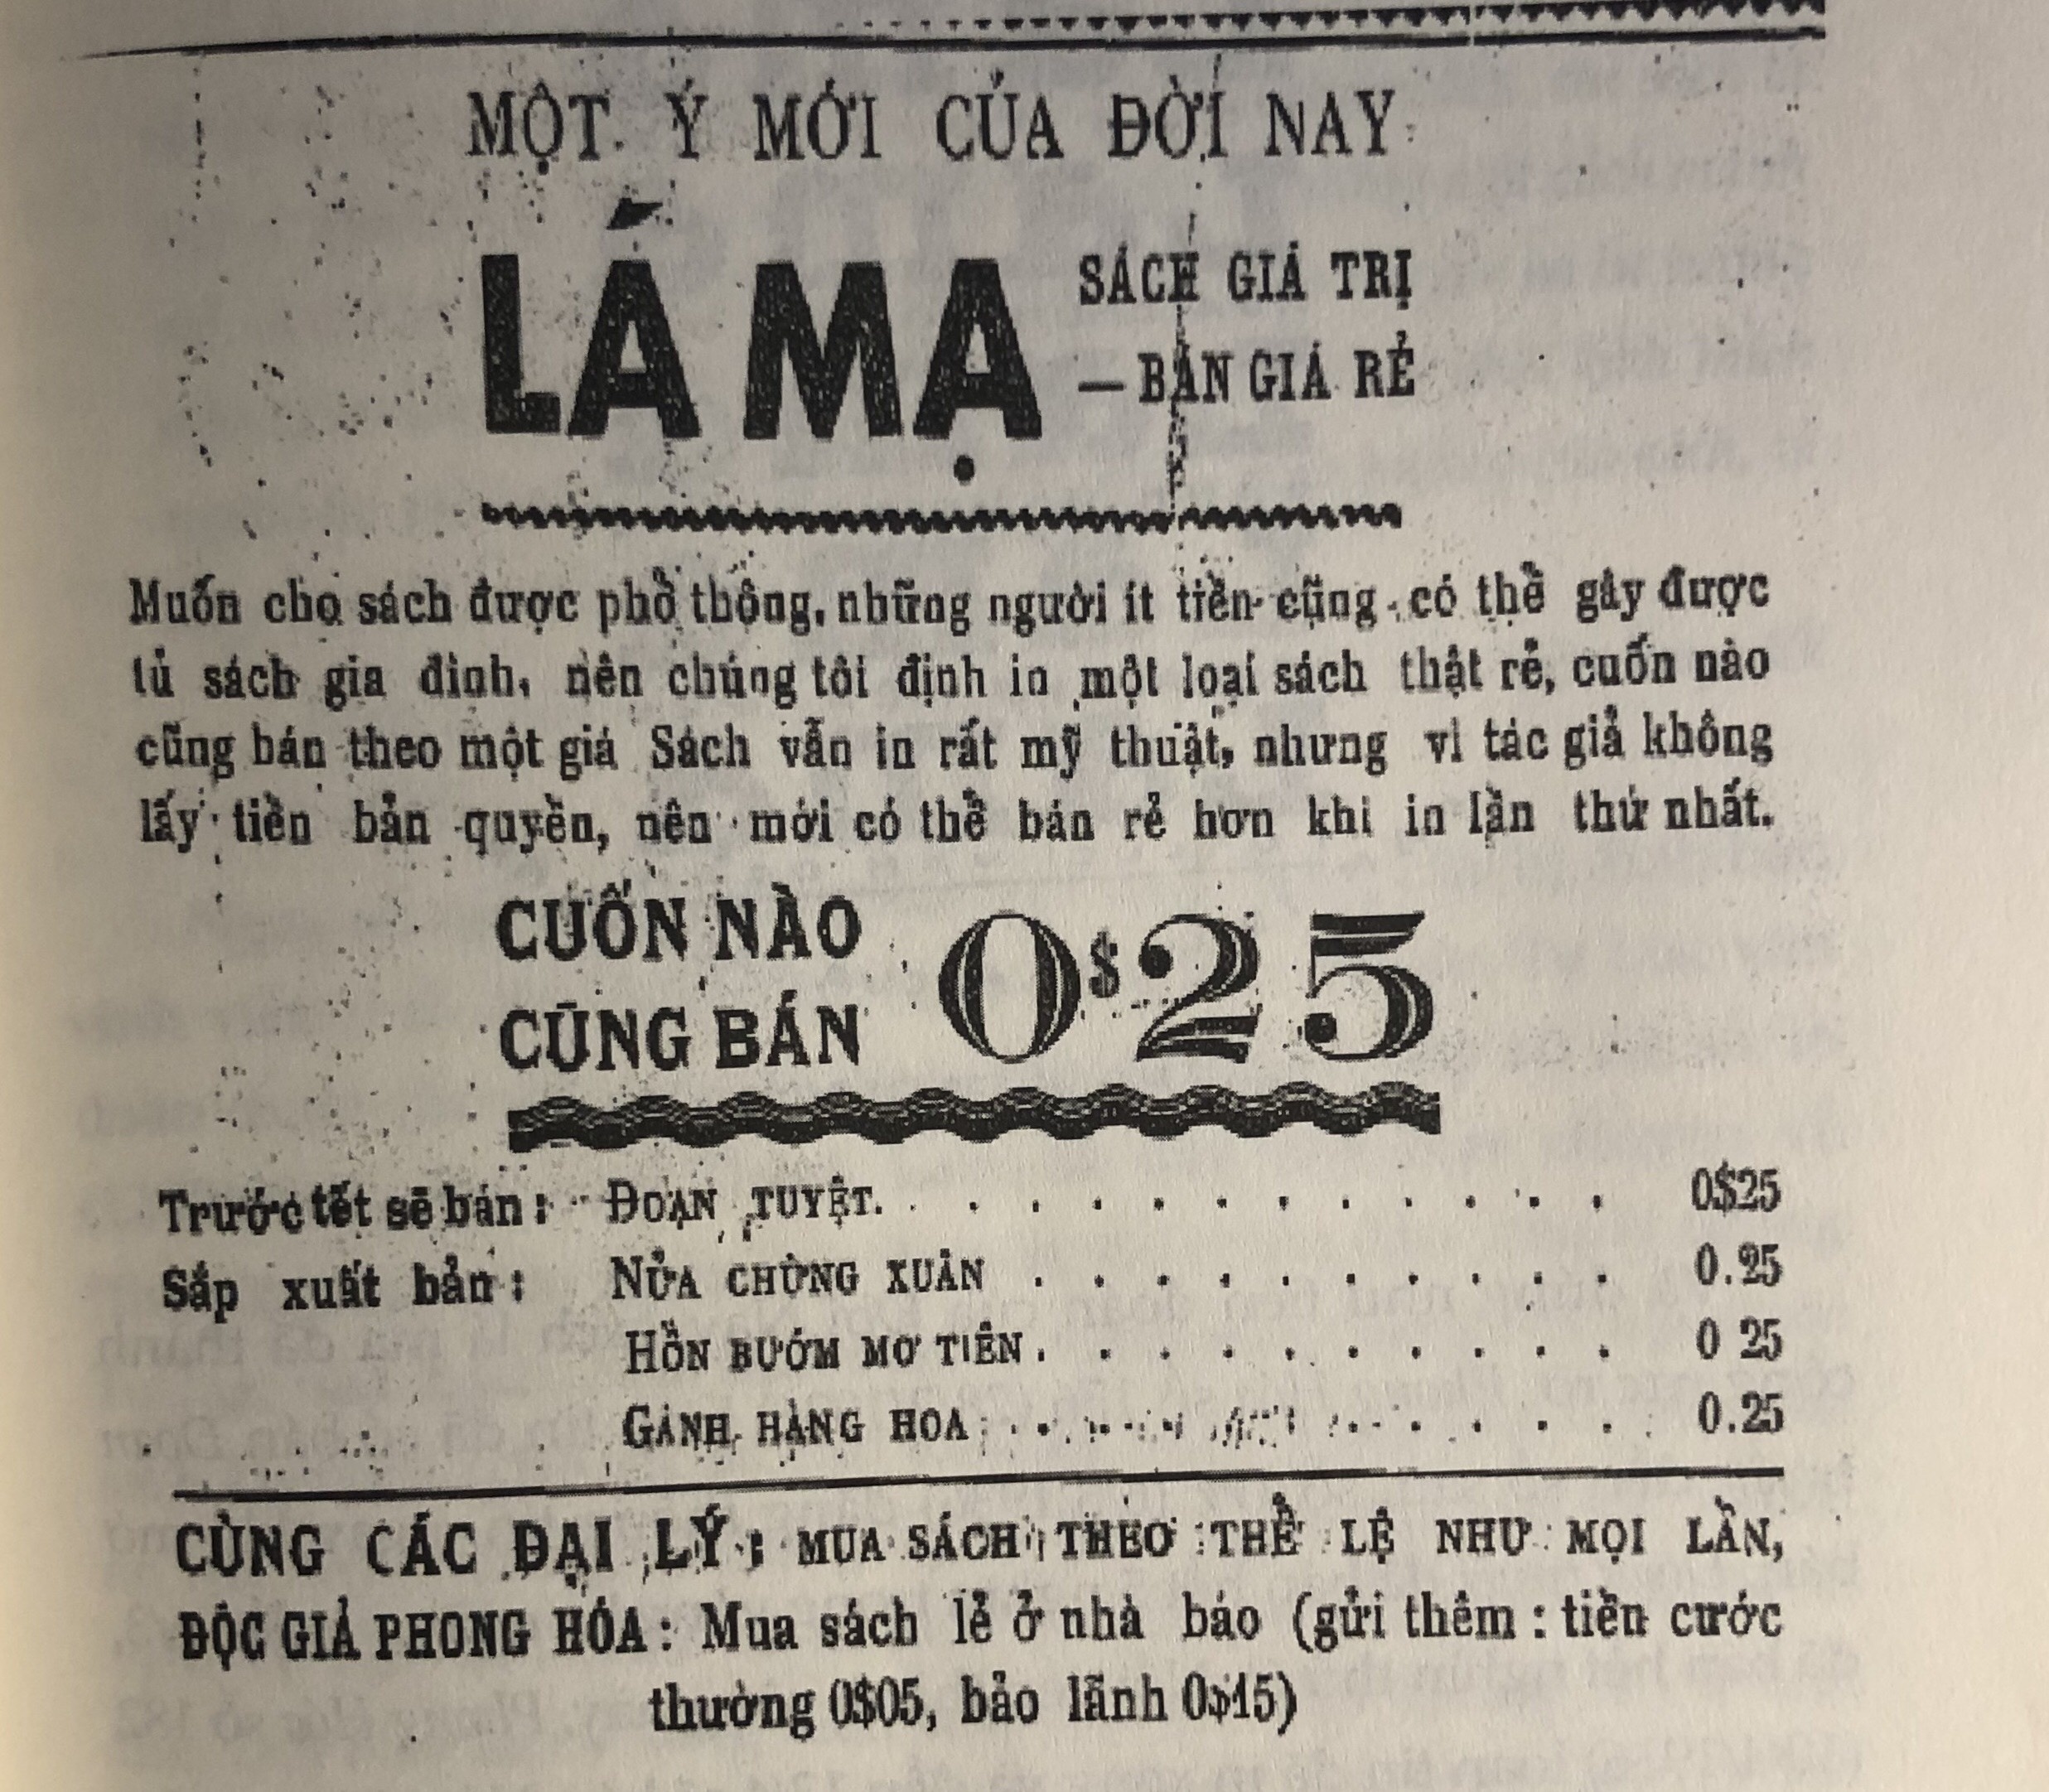 MỘT Ý MỚI CỦA ĐỜI NAY
LÁ MẠ
SÁCH GIÁ TRỊ
— BÁN GIÁ RẺ
Muốn cho sách được phổ thông, những người ít tiền cũng có thể gây được
tủ sách gia đình, nên chúng tôi định in một loại sách thật rẻ, cuốn nào
cũng bán theo một giá Sách vẫn in rất mỹ thuật, nhưng vì tác giả không
lấy tiền bản quyền, nên mới có thể bán rẻ hơn khi in lần thứ nhất.
CUỐN NÀO
CŨNG BÁN
0$25
Trước tết sẽ bán : ĐOẠN TUYỆT. . . . . . . . . . . . . 0$25
Sắp xuất bản : NỬA CHỪNG XUÂN . . . . . . . . . . 0.25
HỒN BƯỚM MƠ TIÊN . . . . . . . . . . 0 25
GÁNH HÀNG HOA . . . . . . . . . . 0.25
CÙNG CÁC ĐẠI LÝ : MUA SÁCH THEO THỂ LỆ NHƯ MỌI LẦN,
ĐỘC GIẢ PHONG HÓA : Mua sách lẻ ở nhà báo (gửi thêm : tiền cước
thường 0$05, bảo lãnh 0$15)